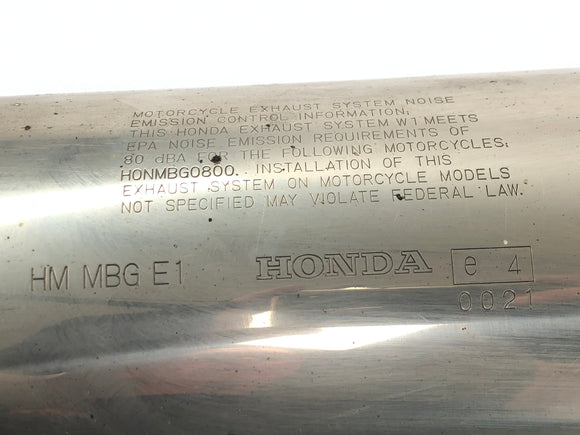 MOTORCYCLE EXHAUST SYSTEM NOISE
EMISSION CONTROL INFORMATION:
THIS HONDA EXHAUST SYSTEM W1 MEETS
EPA NOISE EMISSION REQUIREMENTS OF
80 dBA FOR THE FOLLOWING MOTORCYCLES:
HONMBG0800. INSTALLATION OF THIS
EXHAUST SYSTEM ON MOTORCYCLE MODELS
NOT SPECIFIED MAY VIOLATE FEDERAL LAW.
HM MBG E1 HONDA e 4
0021